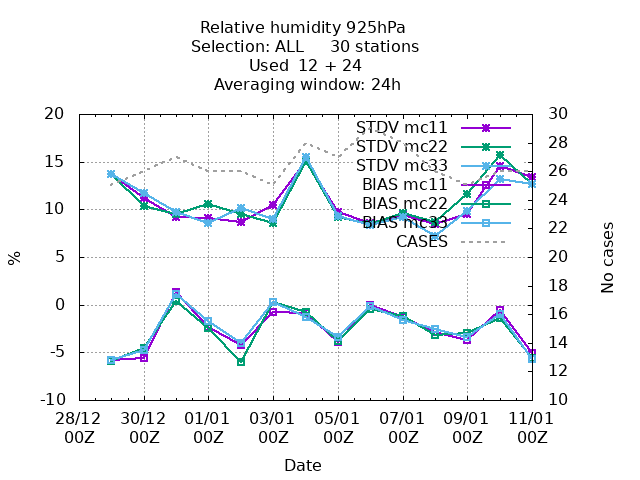 Relative humidity 925hPa
Selection: ALL 30 stations
Used 12 + 24
Averaging window: 24h
20
15
10
5
0
-5
-10
%
30
28
26
24
22
20
18
16
14
12
10
No cases
STDV mc11
STDV mc22
STDV mc33
BIAS mc11
BIAS mc22
BIAS mc33
CASES
28/12 30/12 01/01 03/01 05/01 07/01 09/01 11/01
00Z 00Z 00Z 00Z 00Z 00Z 00Z 00Z
Date